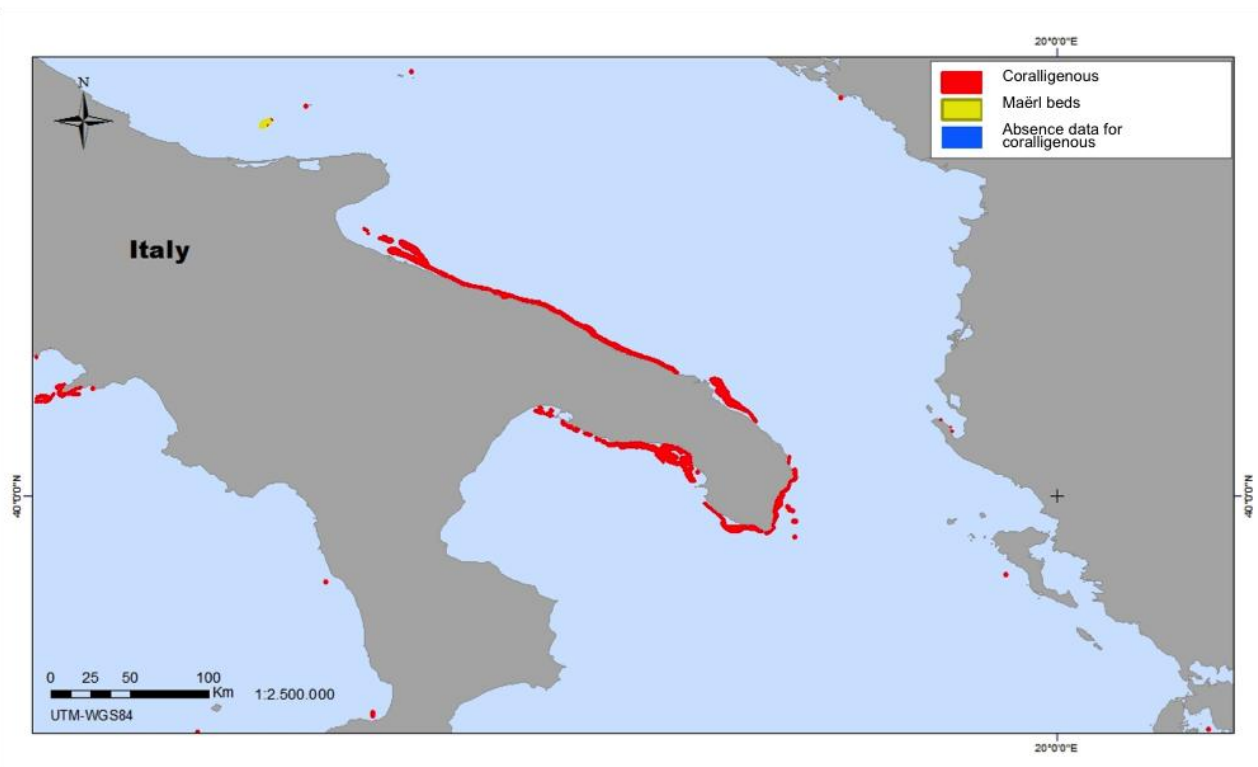 20°0'0"E
N
Coralligenous
Maërl beds
Absence data for
coralligenous
Italy
40°0'0"N
40°0'0"N
0 25 50 100
Km
1:2.500.000
UTM-WGS84
20°0'0"E